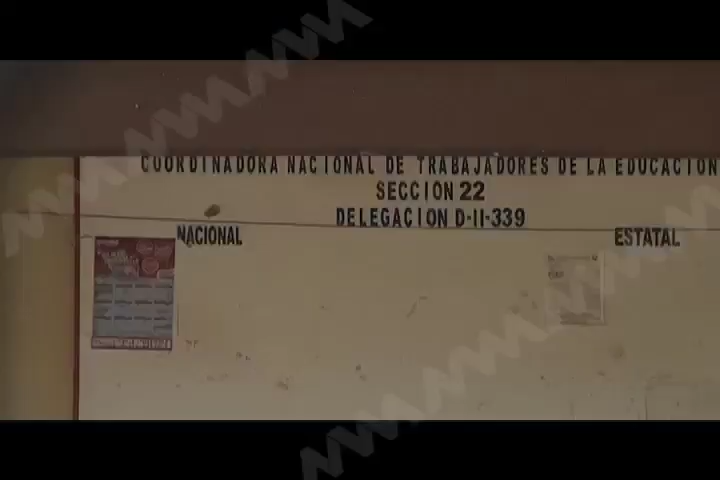 COORDINADORA NACIONAL DE TRABAJADORES DE LA EDUCACION
SECCION 22
DELEGACION D-II-339
NACIONAL
ESTATAL